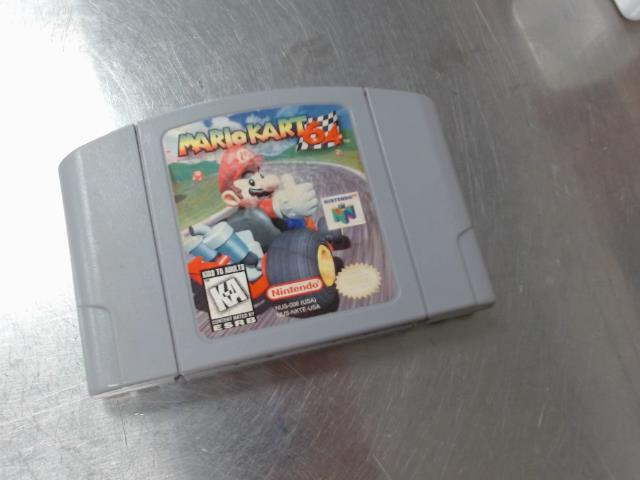 MARIO KART 64
NINTENDO 64
KIDS TO ADULTS
K-A
CONTENT RATED BY
ESRB
Nintendo
NUS-006 (USA)
NUS-NKTE-USA